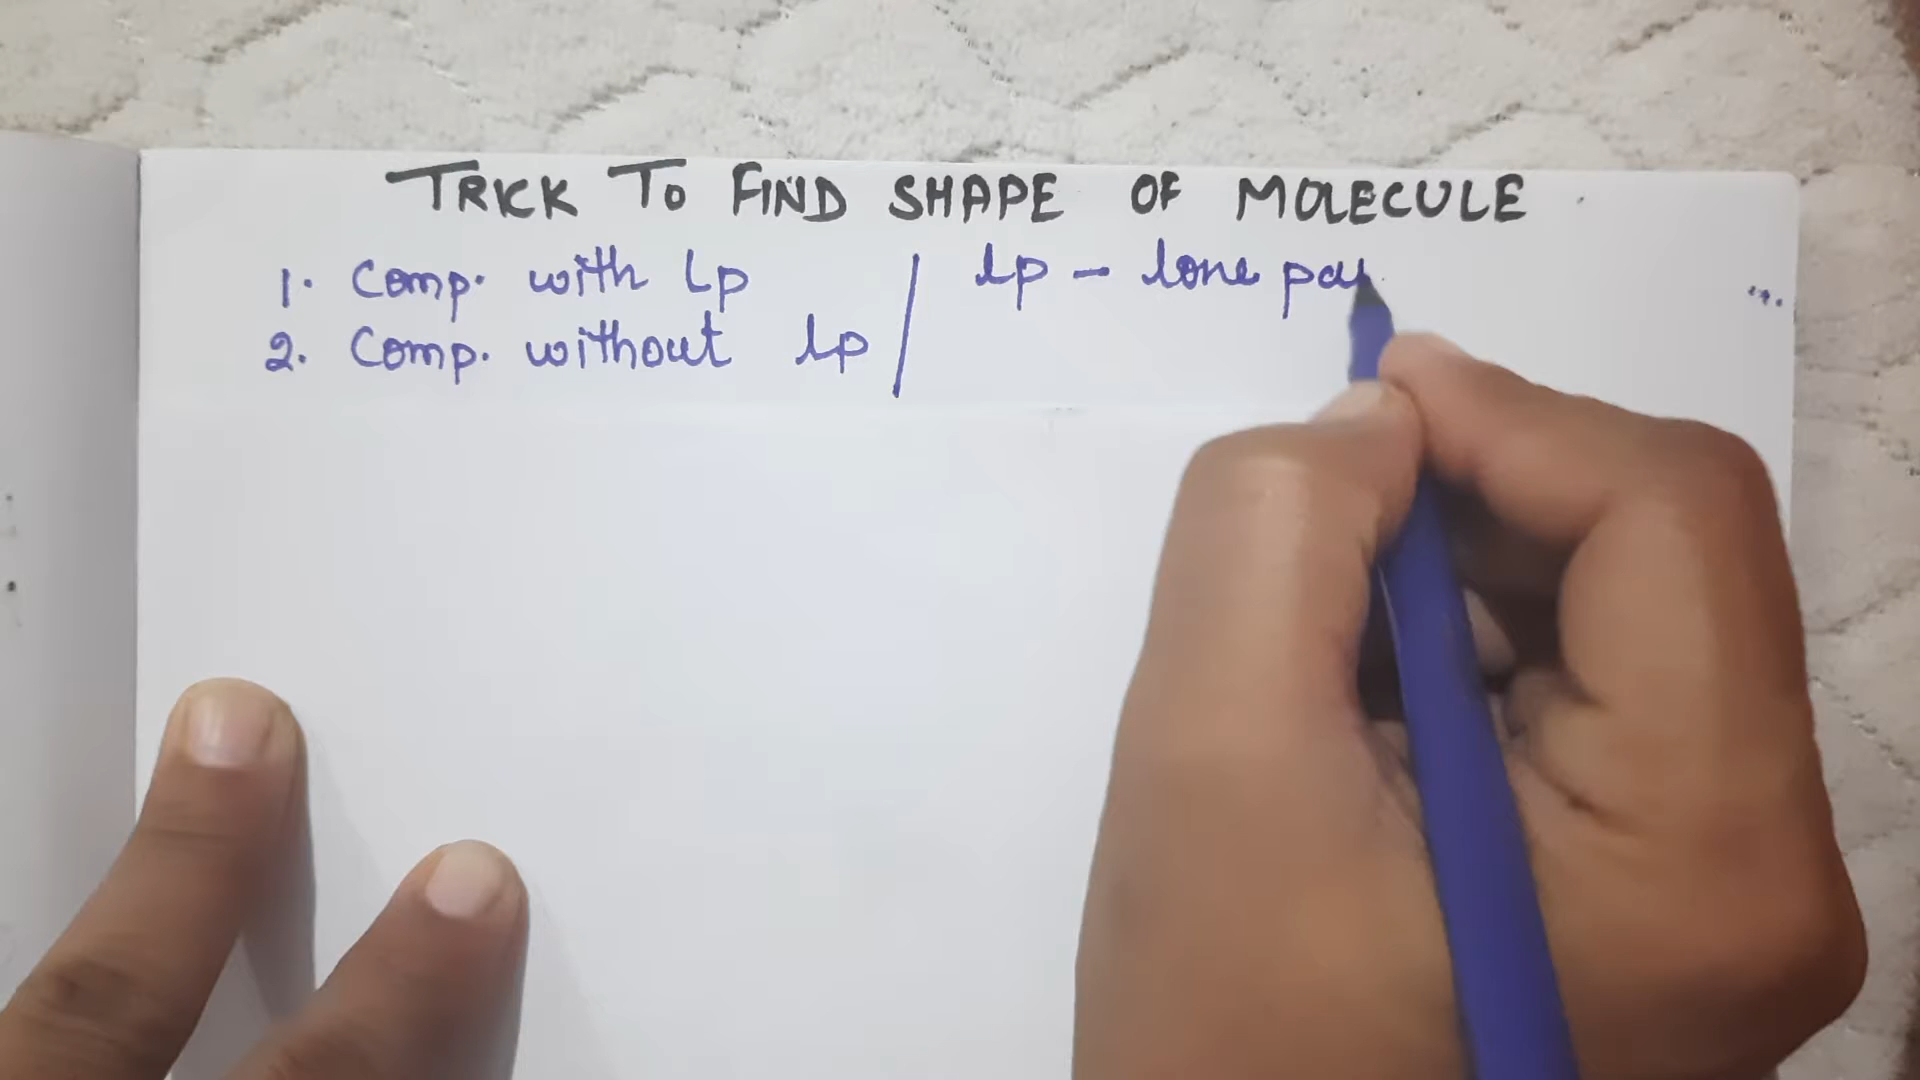 TRICK TO FIND SHAPE OF MOLECULE
1. Comp. with Lp
2. Comp. without lp
lp - lone pai